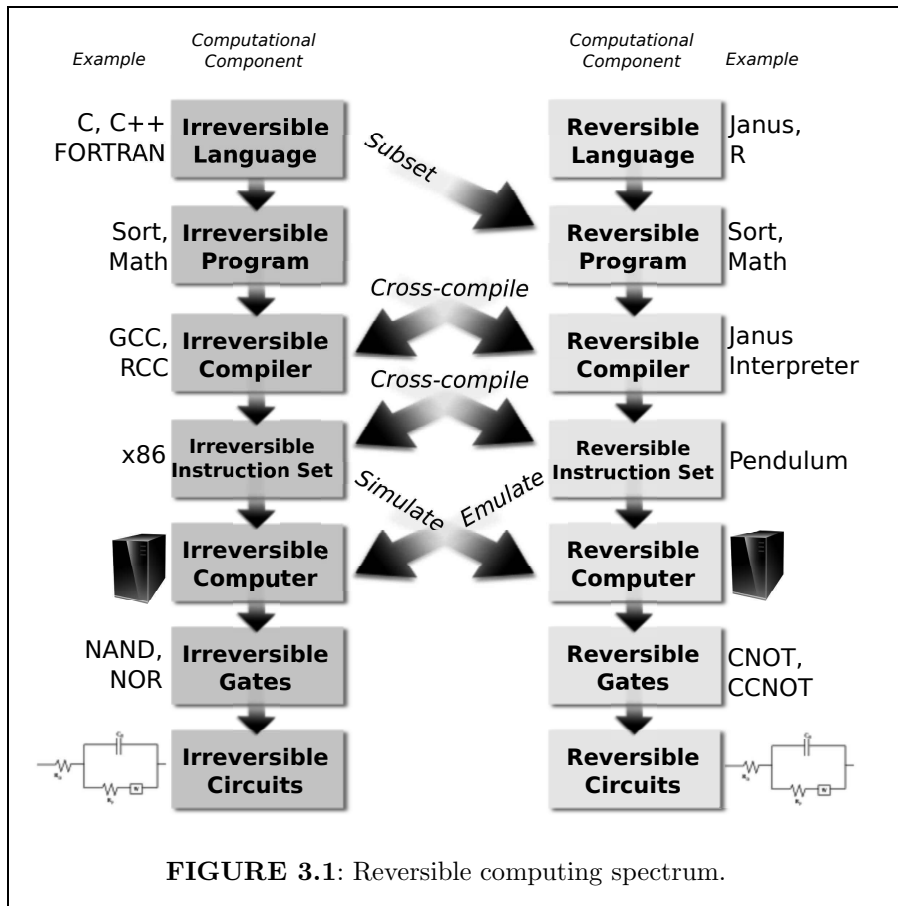 Example
Computational
Component
Computational
Component
Example
C, C++
FORTRAN
Irreversible
Language
Subset
Reversible
Language
Janus,
R
Sort,
Math
Irreversible
Program
Reversible
Program
Sort,
Math
Cross-compile
GCC,
RCC
Irreversible
Compiler
Reversible
Compiler
Janus
Interpreter
Cross-compile
x86
Irreversible
Instruction Set
Reversible
Instruction Set
Pendulum
Simulate
Emulate
Irreversible
Computer
Reversible
Computer
NAND,
NOR
Irreversible
Gates
Reversible
Gates
CNOT,
CCNOT
Irreversible
Circuits
Reversible
Circuits
FIGURE 3.1: Reversible computing spectrum.